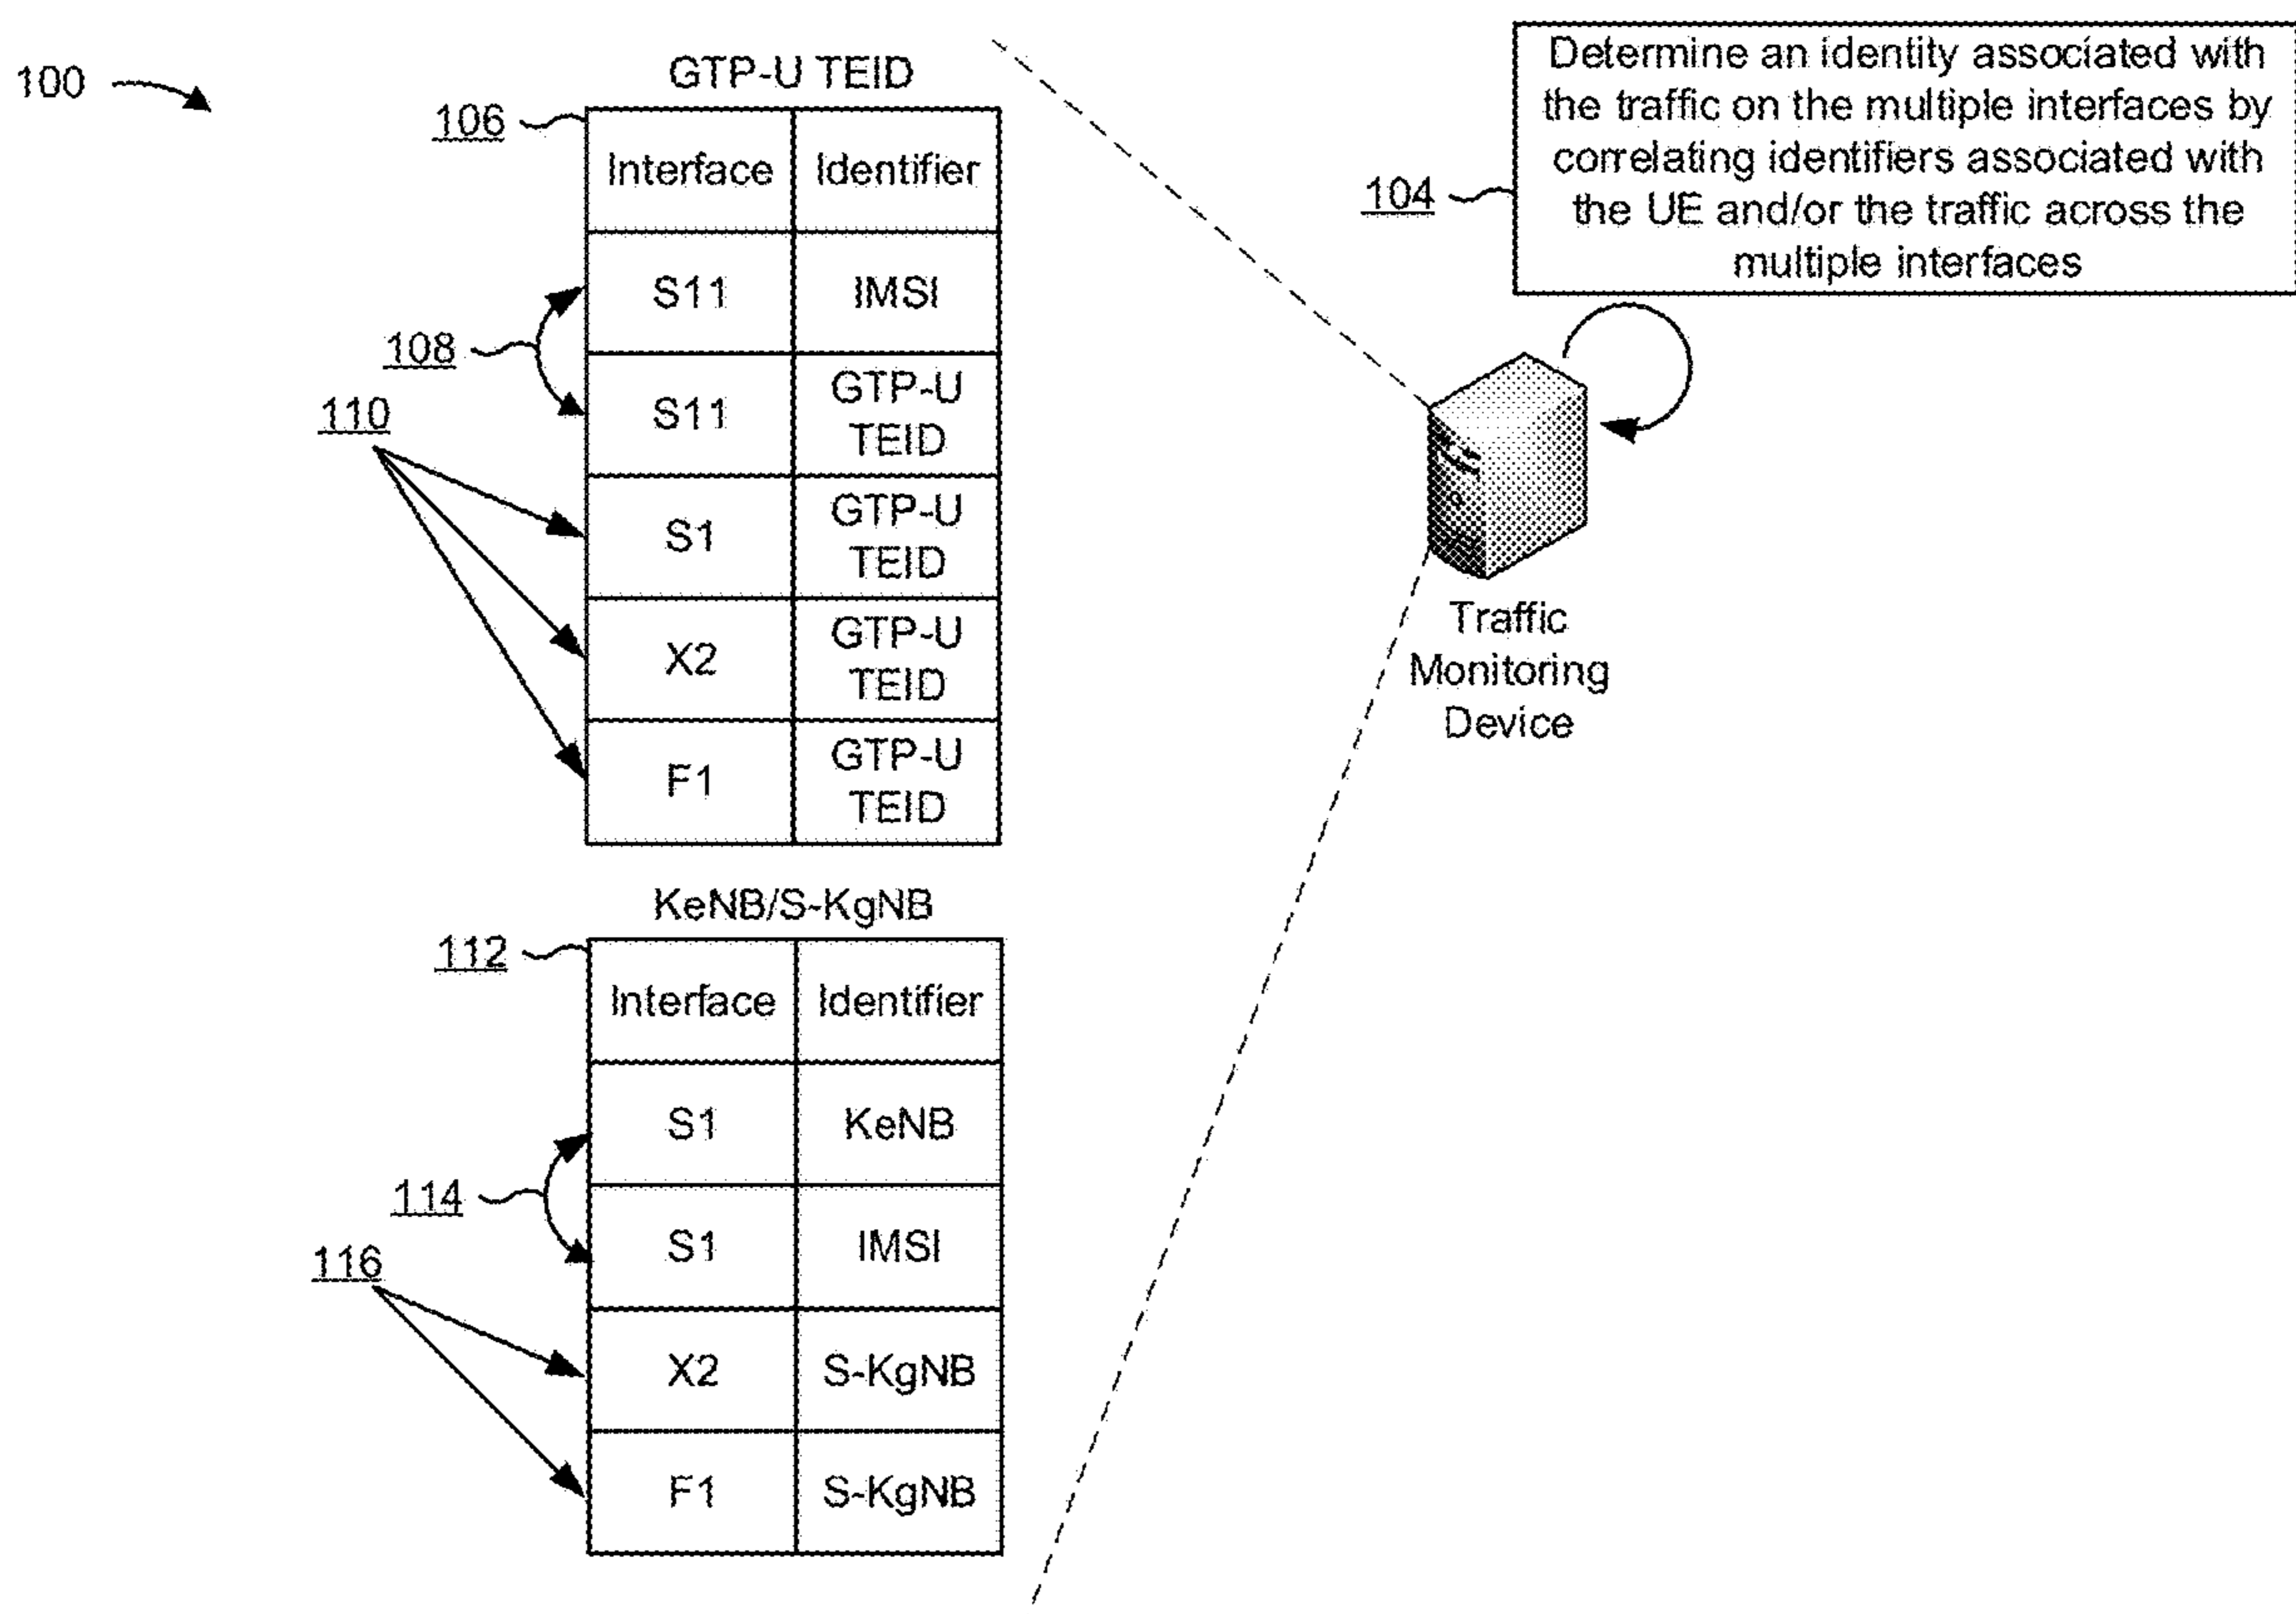 100
GTP-U TEID
106
Interface Identifier
S11 IMSI
108
S11 GTP-U TEID
110
S1 GTP-U TEID
X2 GTP-U TEID
F1 GTP-U TEID
KeNB/S-KgNB
112
Interface Identifier
S1 KeNB
114
S1 IMSI
116
X2 S-KgNB
F1 S-KgNB
Determine an identity associated with
the traffic on the multiple interfaces by
correlating identifiers associated with
the UE and/or the traffic across the
multiple interfaces
104
Traffic
Monitoring
Device